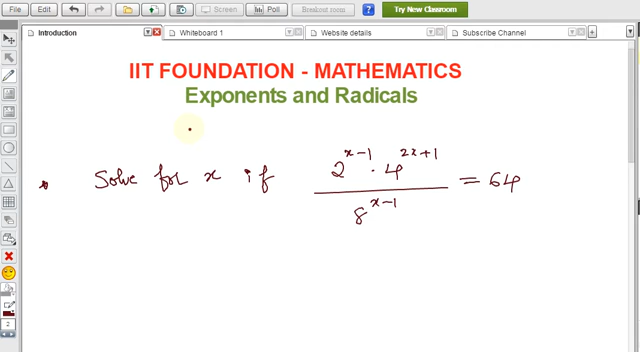 File Edit Breakout room Poll Try New Classroom
Introduction Whiteboard 1 Website details Subscribe Channel
IIT FOUNDATION - MATHEMATICS
Exponents and Radicals
Solve for x if 2^{x-1} · 4^{2x+1} / 8^{x-1} = 64
2